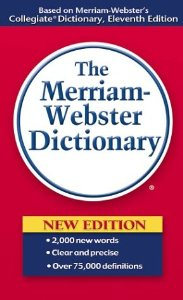 Based on Merriam-Webster's
Collegiate® Dictionary, Eleventh Edition
The
Merriam-
Webster
Dictionary
®
NEW EDITION
• 2,000 new words
• Clear and precise
• Over 75,000 definitions